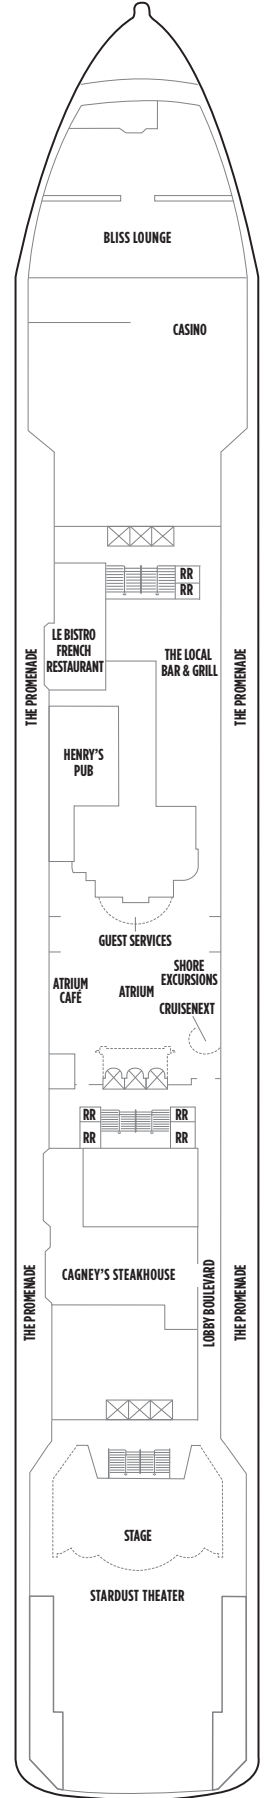 BLISS LOUNGE
CASINO
RR
RR
LE BISTRO
FRENCH
RESTAURANT
THE LOCAL
BAR & GRILL
THE PROMENADE
THE PROMENADE
HENRY'S
PUB
GUEST SERVICES
SHORE
EXCURSIONS
ATRIUM
CAFÉ
ATRIUM
CRUISENEXT
RR
RR
RR
RR
CAGNEY'S STEAKHOUSE
LOBBY BOULEVARD
THE PROMENADE
THE PROMENADE
STAGE
STARDUST THEATER